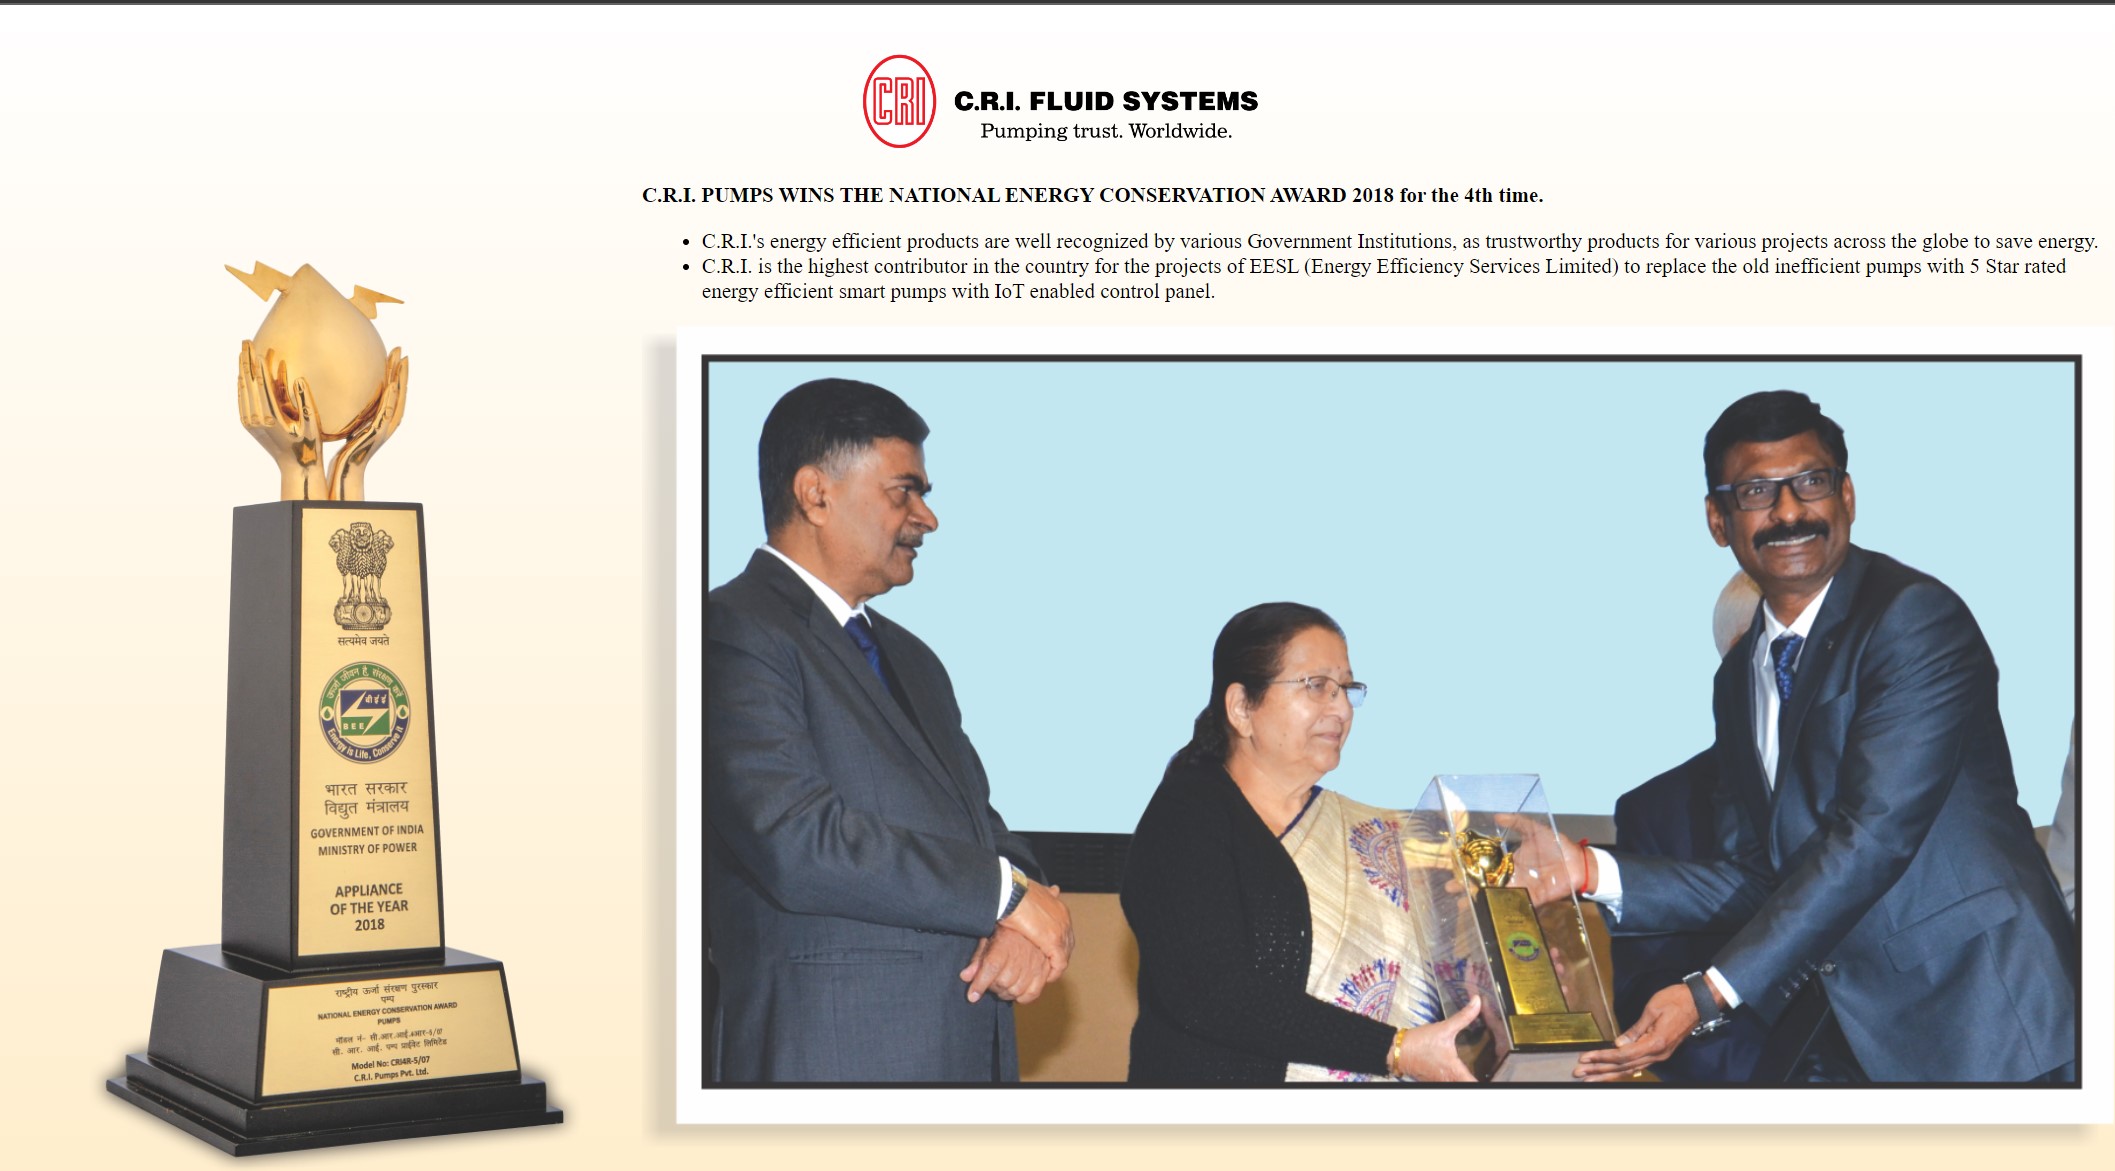 CRI
C.R.I. FLUID SYSTEMS
Pumping trust. Worldwide.
C.R.I. PUMPS WINS THE NATIONAL ENERGY CONSERVATION AWARD 2018 for the 4th time.
C.R.I.'s energy efficient products are well recognized by various Government Institutions, as trustworthy products for various projects across the globe to save energy.
C.R.I. is the highest contributor in the country for the projects of EESL (Energy Efficiency Services Limited) to replace the old inefficient pumps with 5 Star rated
energy efficient smart pumps with IoT enabled control panel.
सत्यमेव जयते
ऊर्जा जीवन है, संरक्षण करें
बी ई ई
BEE
Energy is Life, Conserve it
भारत सरकार
विद्युत मंत्रालय
GOVERNMENT OF INDIA
MINISTRY OF POWER
APPLIANCE
OF THE YEAR
2018
राष्ट्रीय ऊर्जा संरक्षण पुरस्कार
पम्प
NATIONAL ENERGY CONSERVATION AWARD
PUMPS
मॉडल नं- सी.आर.आई.4आर-5/07
सी. आर. आई. पम्प प्राईवेट लिमिटेड
Model No: CRI4R-5/07
C.R.I. Pumps Pvt. Ltd.